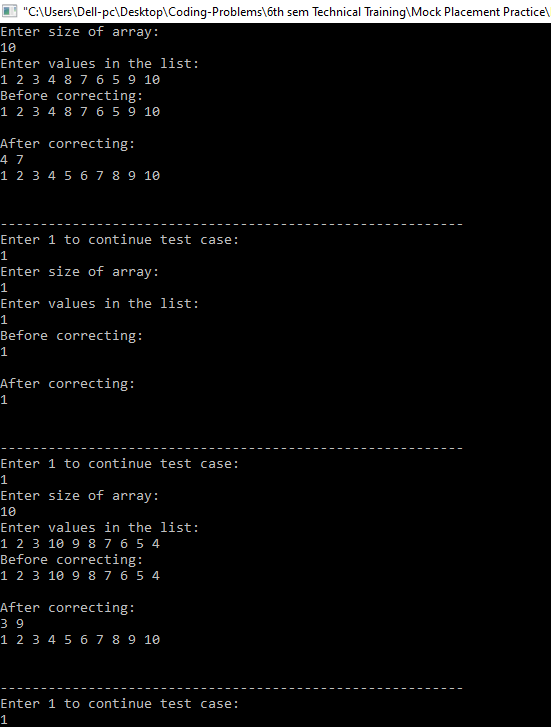 "C:\Users\Dell-pc\Desktop\Coding-Problems\6th sem Technical Training\Mock Placement Practice\
Enter size of array:
10
Enter values in the list:
1 2 3 4 8 7 6 5 9 10
Before correcting:
1 2 3 4 8 7 6 5 9 10

After correcting:
4 7
1 2 3 4 5 6 7 8 9 10


----------------------------------------------------------
Enter 1 to continue test case:
1
Enter size of array:
1
Enter values in the list:
1
Before correcting:
1

After correcting:
1


----------------------------------------------------------
Enter 1 to continue test case:
1
Enter size of array:
10
Enter values in the list:
1 2 3 10 9 8 7 6 5 4
Before correcting:
1 2 3 10 9 8 7 6 5 4

After correcting:
3 9
1 2 3 4 5 6 7 8 9 10


----------------------------------------------------------
Enter 1 to continue test case:
1